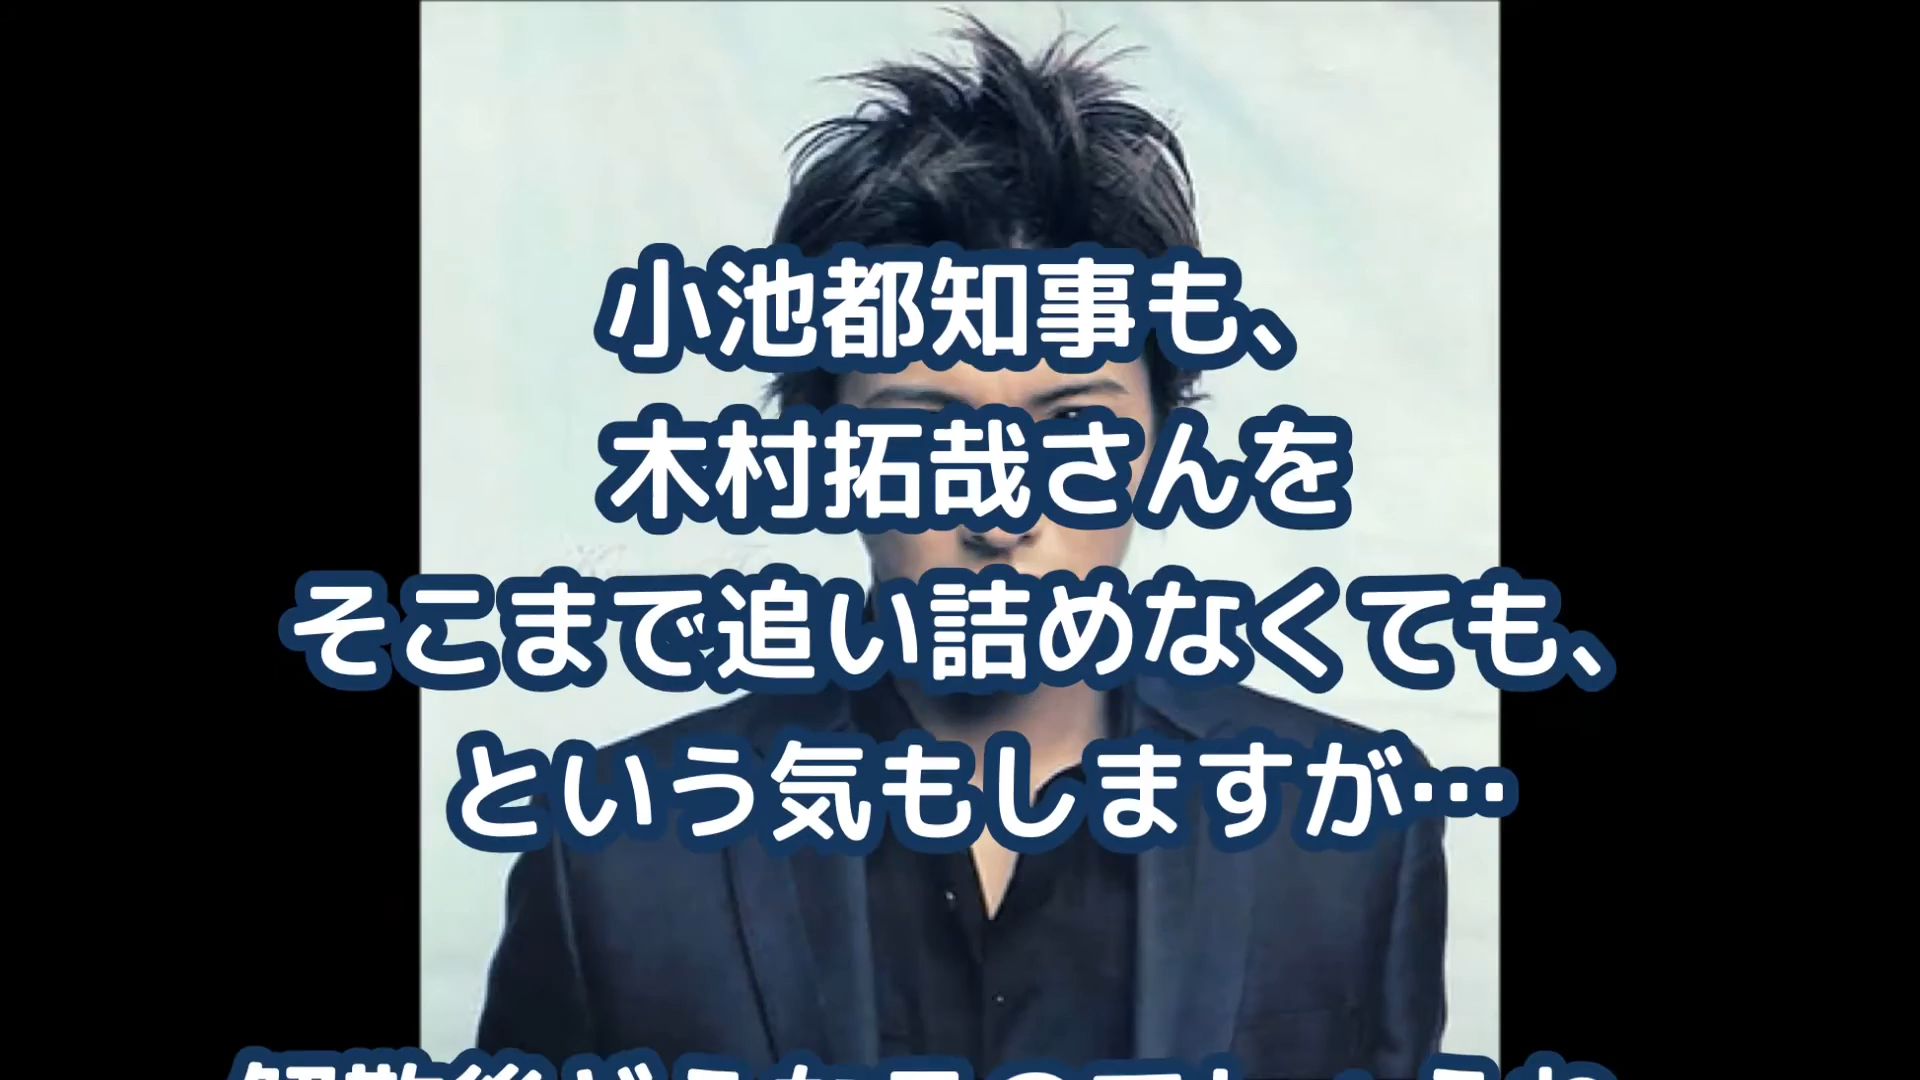 小池都知事も、
木村拓哉さんを
そこまで追い詰めなくても、
という気もしますが…